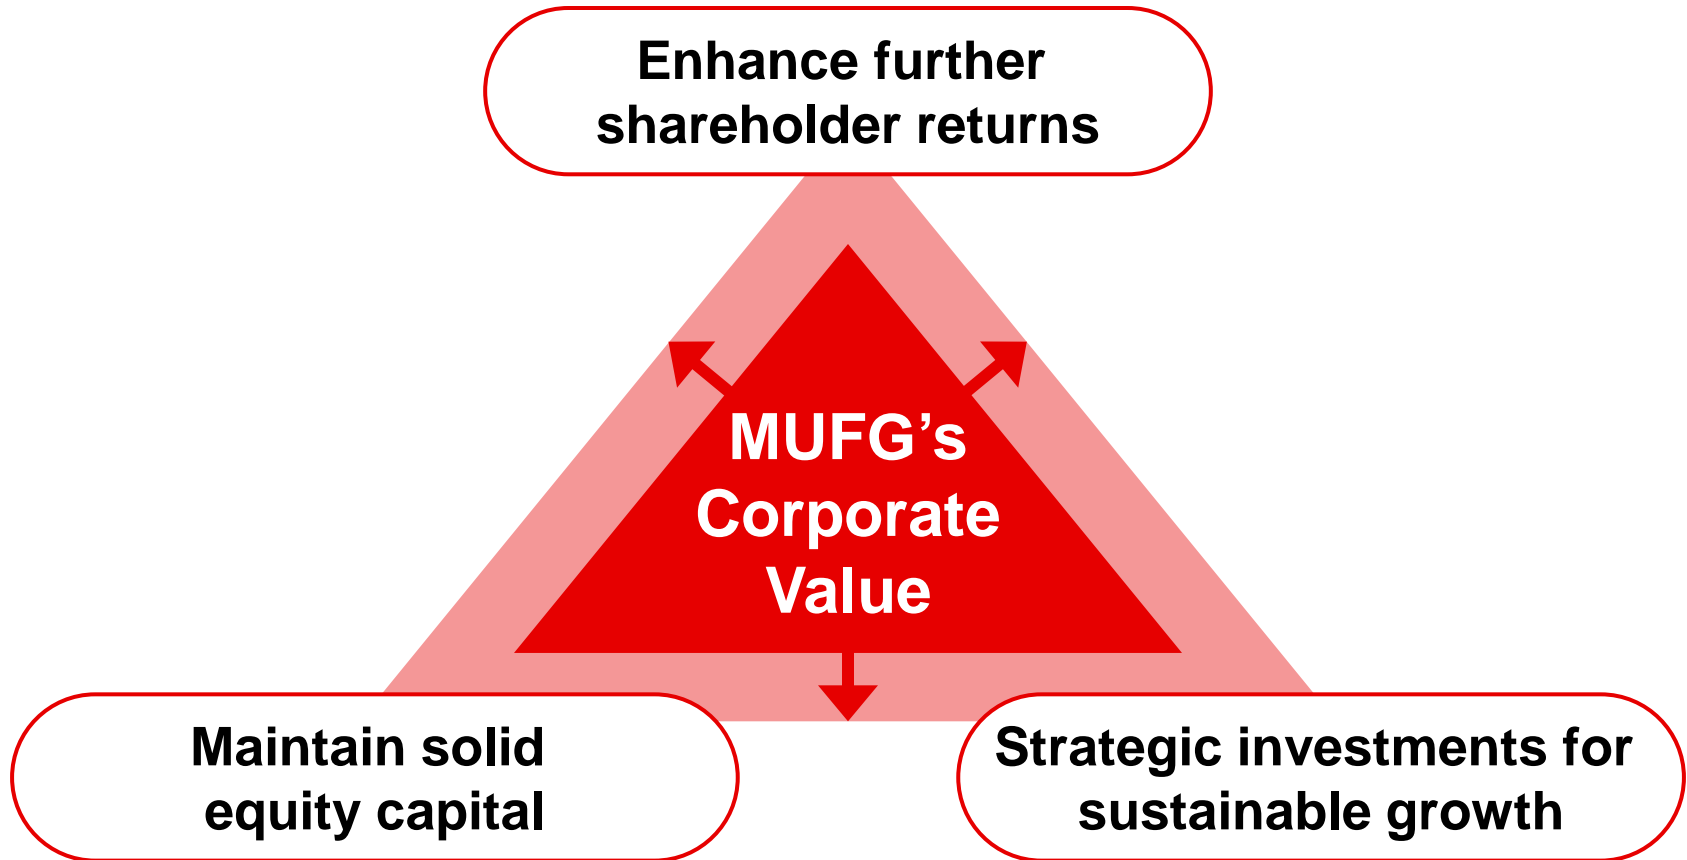 Enhance further
shareholder returns
MUFG’s
Corporate
Value
Maintain solid
equity capital
Strategic investments for
sustainable growth